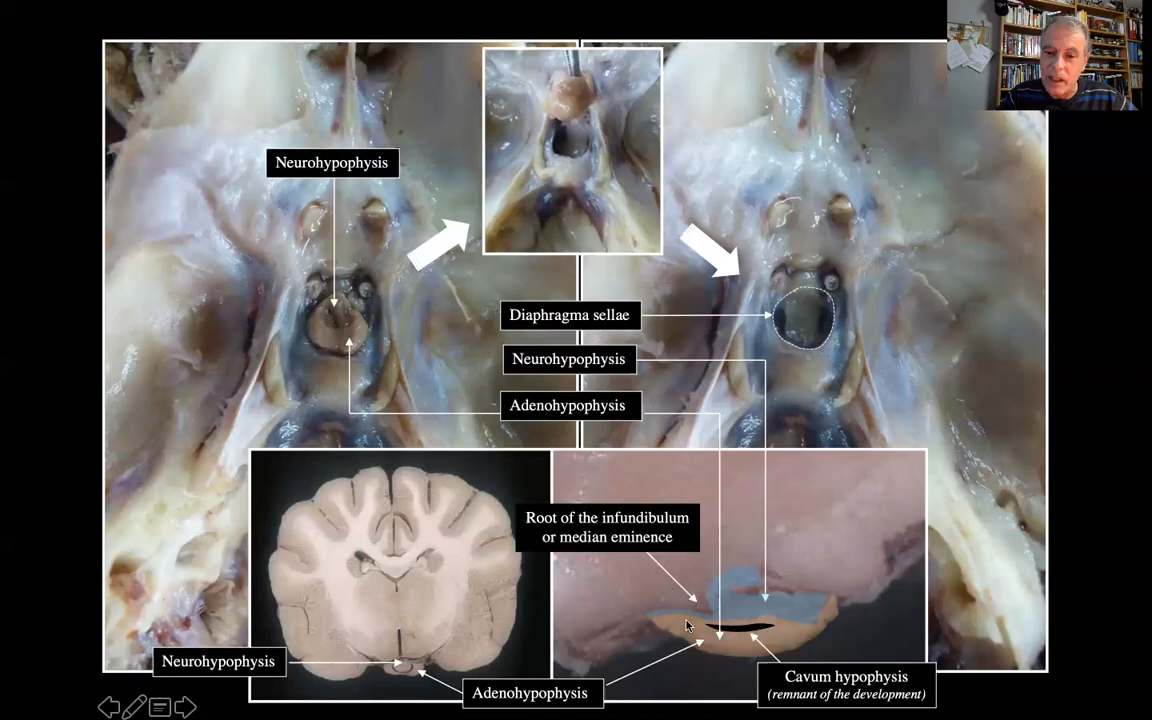 Neurohypophysis
Diaphragma sellae
Neurohypophysis
Adenohypophysis
Root of the infundibulum
or median eminence
Neurohypophysis
Adenohypophysis
Cavum hypophysis
(remnant of the development)